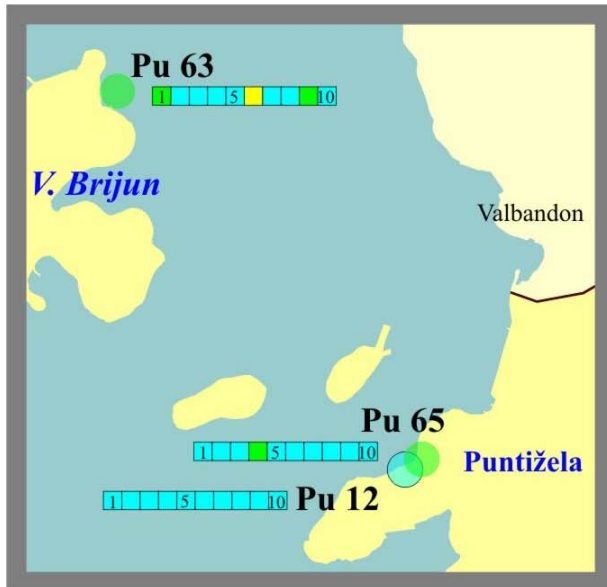 Pu 63
1 5 10
V. Brijun
Valbandon
Pu 65
1 5 10
Puntižela
1 5 10 Pu 12